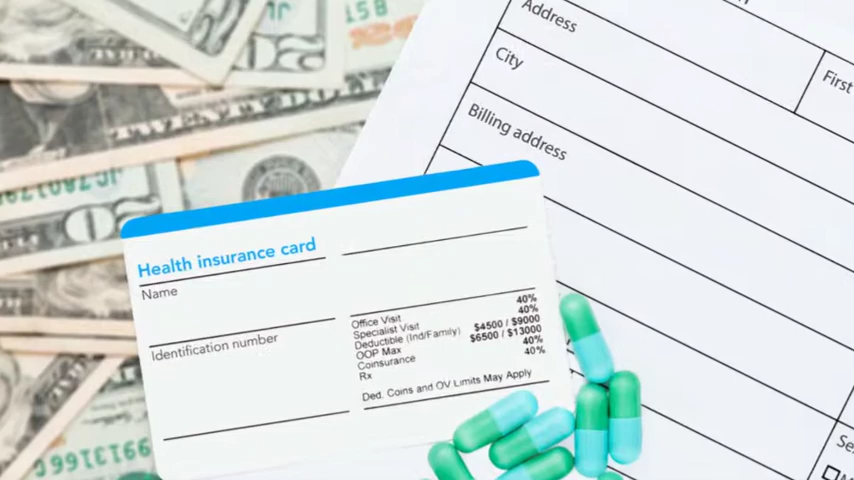 Address
First
City
Billing address
Health insurance card
Name
Identification number
Office Visit 40%
Specialist Visit 40%
Deductible (Ind/Family) $4500 / $9000
OOP Max $6500 / $13000
Coinsurance 40%
Rx 40%
Ded. Coins and OV Limits May Apply